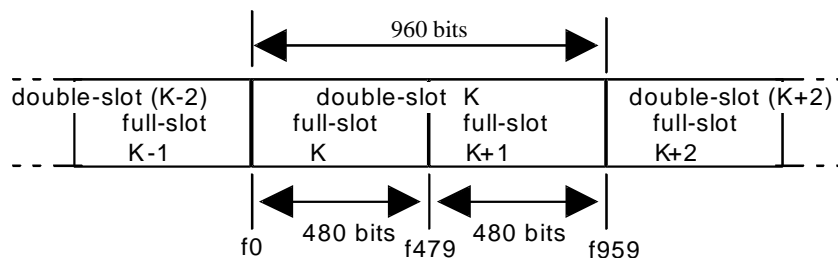 960 bits
double-slot (K-2) double-slot K double-slot (K+2)
full-slot full-slot full-slot full-slot
K-1 K K+1 K+2
480 bits 480 bits
f0 f479 f959